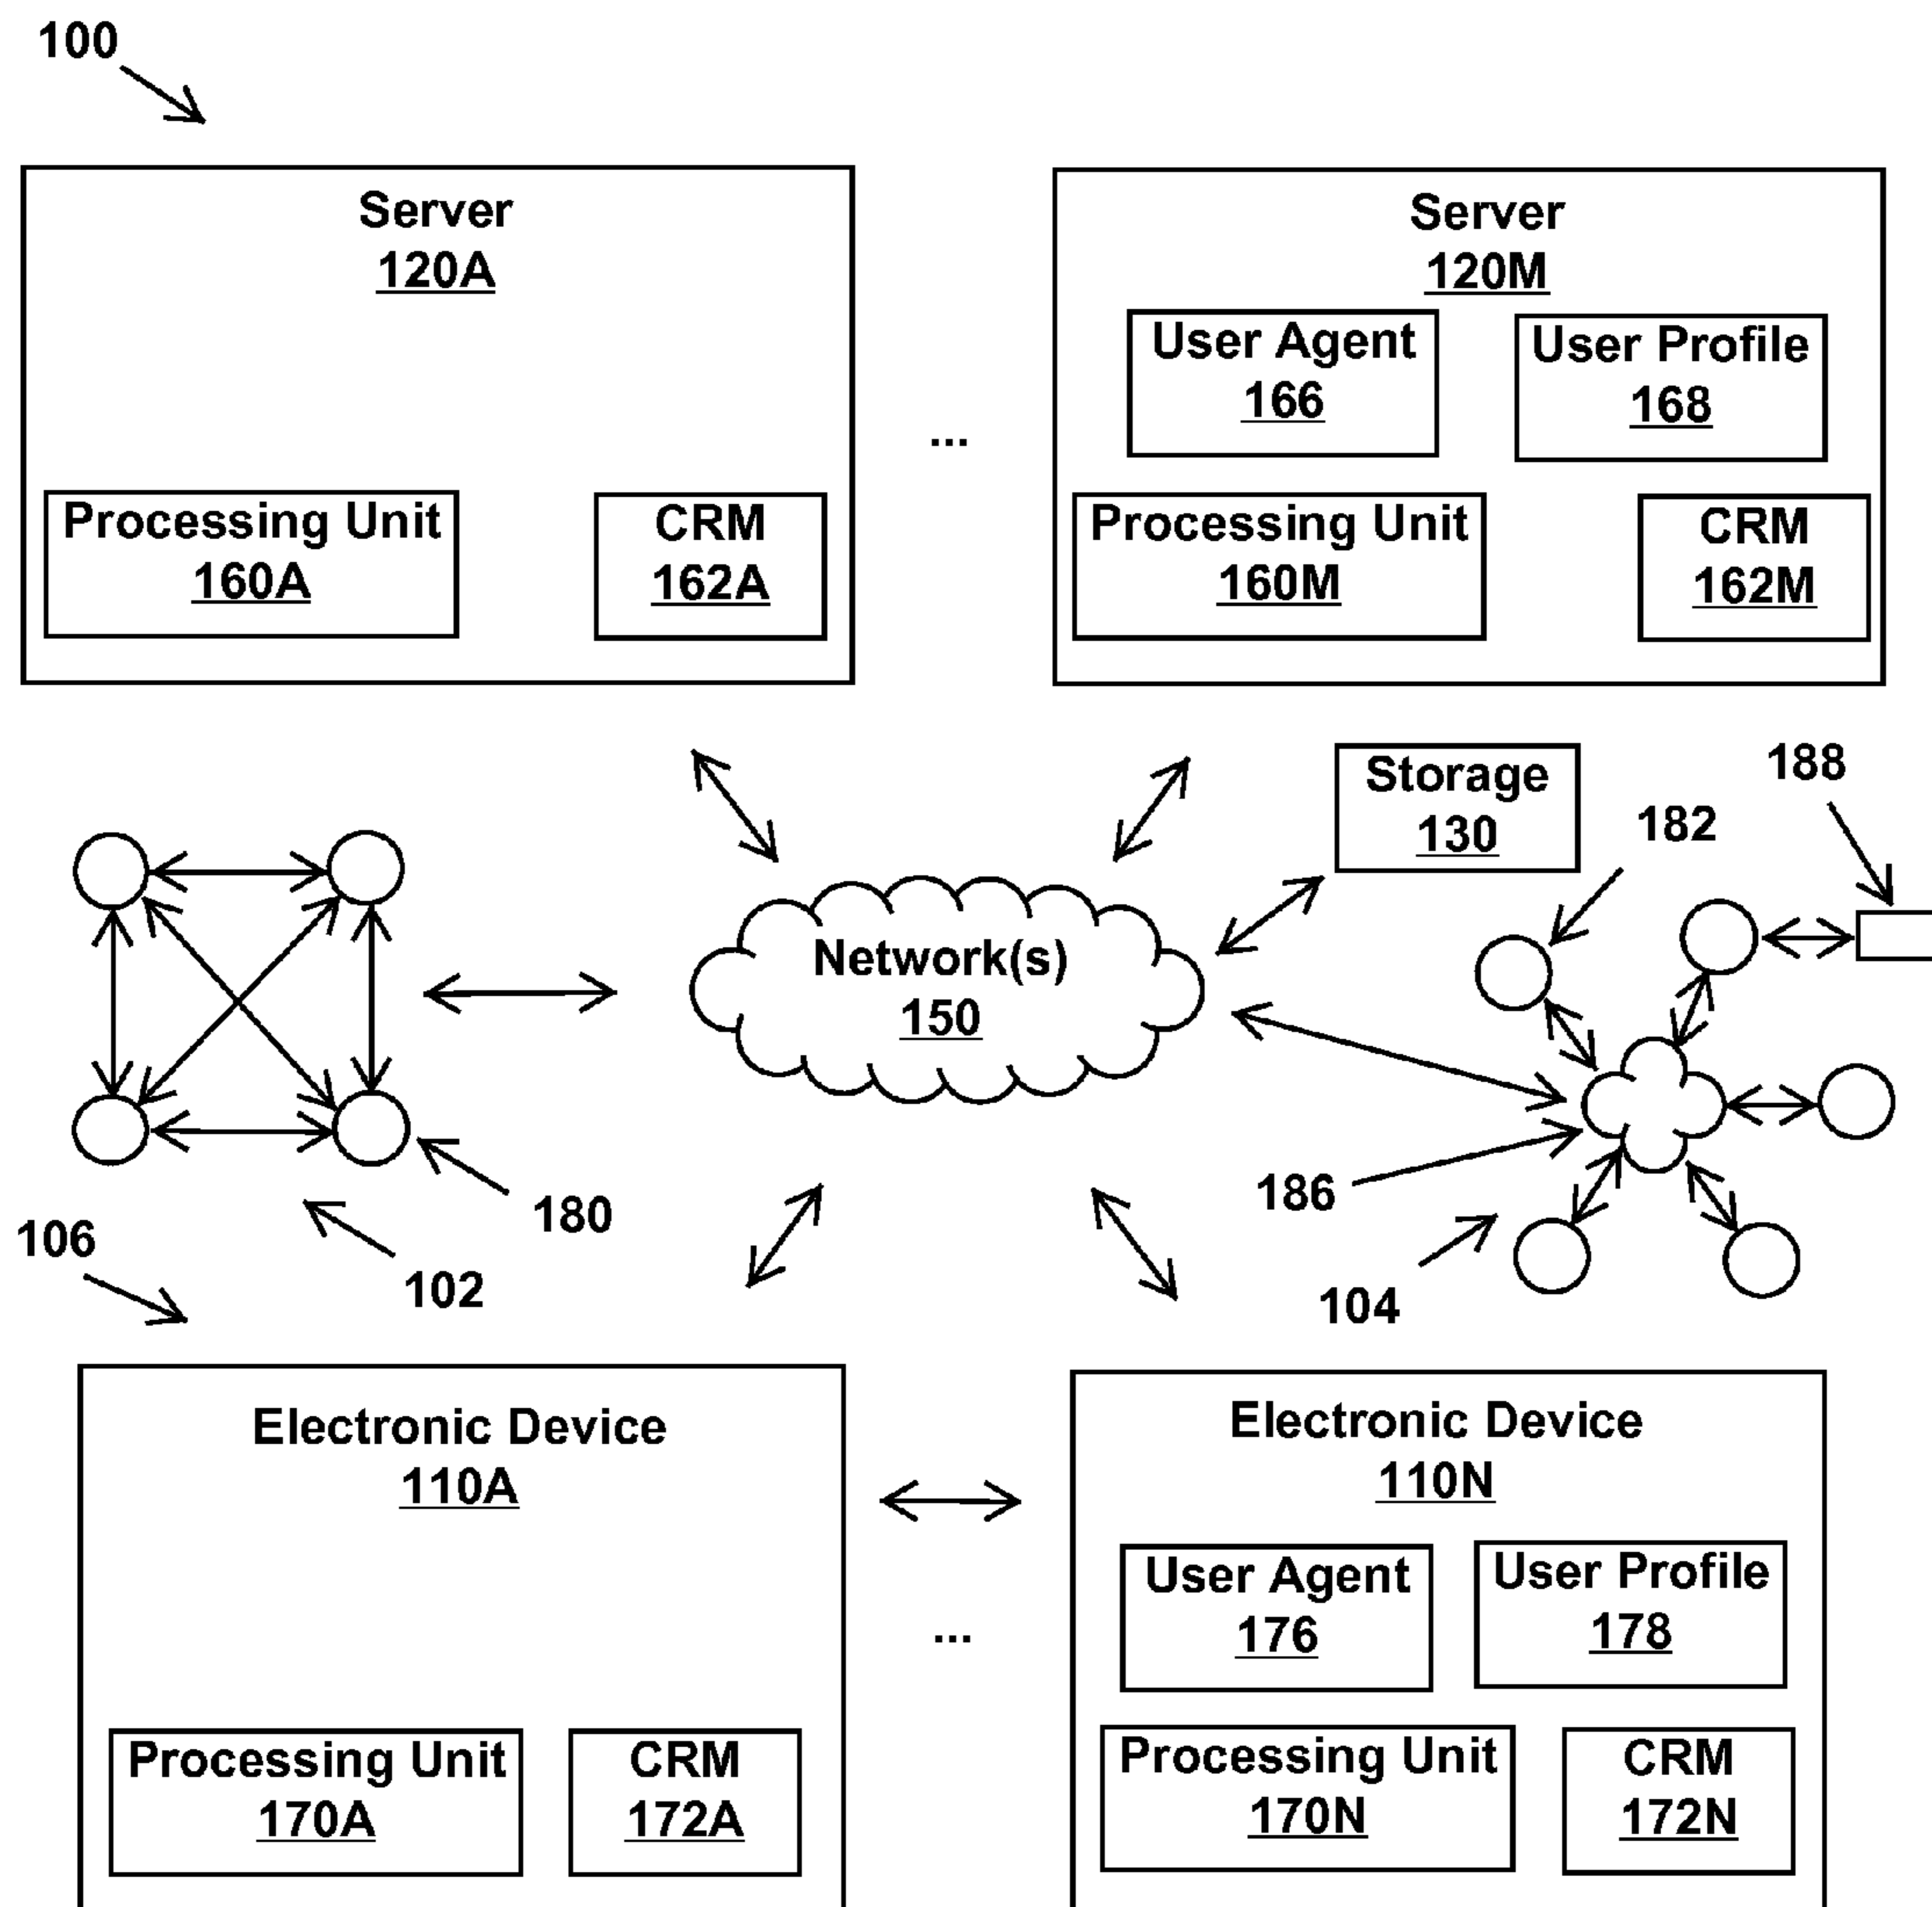 100
Server
120A
Processing Unit
160A
CRM
162A
...
Server
120M
User Agent
166
User Profile
168
Processing Unit
160M
CRM
162M
Storage
130
188
182
Network(s)
150
180
102
106
186
104
Electronic Device
110A
Processing Unit
170A
CRM
172A
...
Electronic Device
110N
User Agent
176
User Profile
178
Processing Unit
170N
CRM
172N